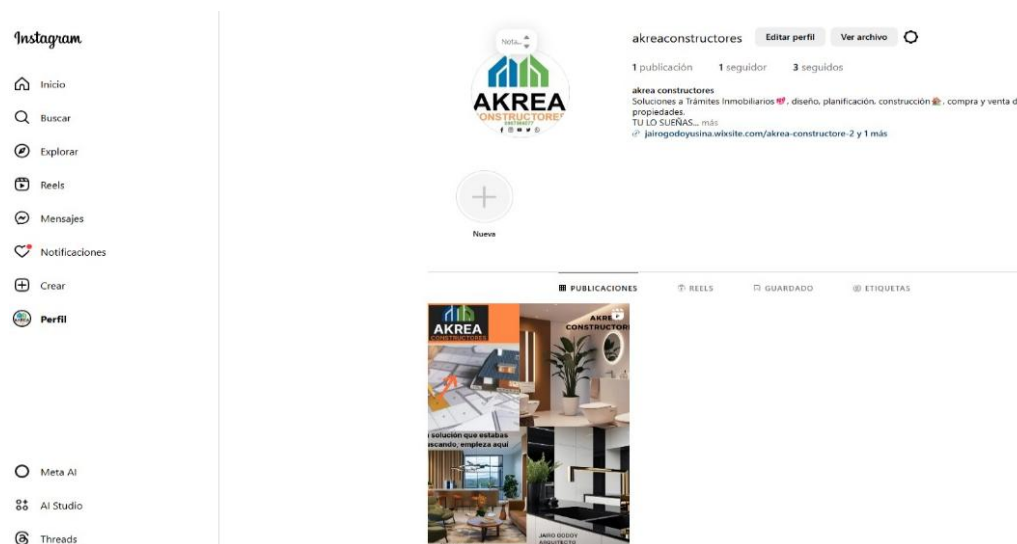 Instagram
Inicio
Buscar
Explorar
Reels
Mensajes
Notificaciones
Crear
Perfil
Meta AI
AI Studio
Threads
Nota...
AKREA
CONSTRUCTORES
akreaconstructores
Editar perfil
Ver archivo
1 publicación 1 seguidor 3 seguidos
akrea constructores
Soluciones a Trámites Inmobiliarios, diseño, planificación, construcción, compra y venta d
propiedades.
TU LO SUEÑAS... más
jairogodoyusina.wixsite.com/akrea-constructore-2 y 1 más
Nueva
PUBLICACIONES REELS GUARDADO ETIQUETAS
AKREA
CONSTRUCTORES
AKRE
CONSTRUCTOR
solución que estabas
scando, empieza aquí
JAIRO GODOY
ARQUITECTO